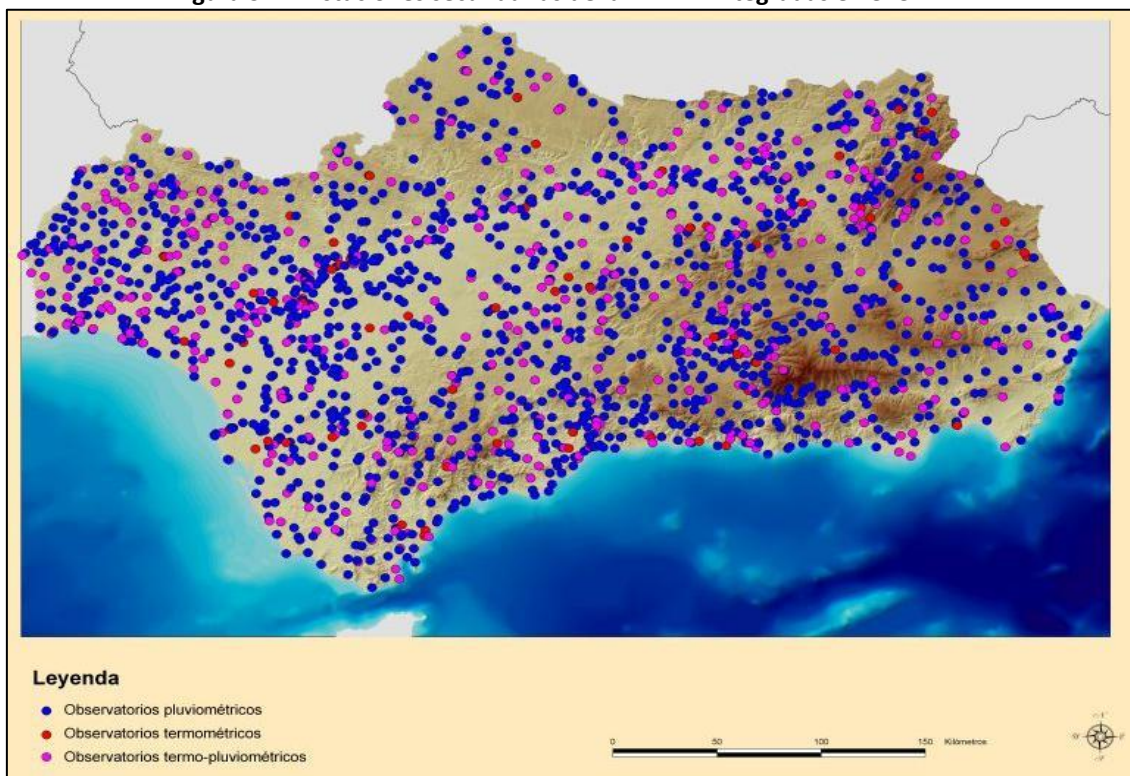 Leyenda
Observatorios pluviométricos
Observatorios termométricos
Observatorios termo-pluviométricos
0 50 100 150 Kilómetros